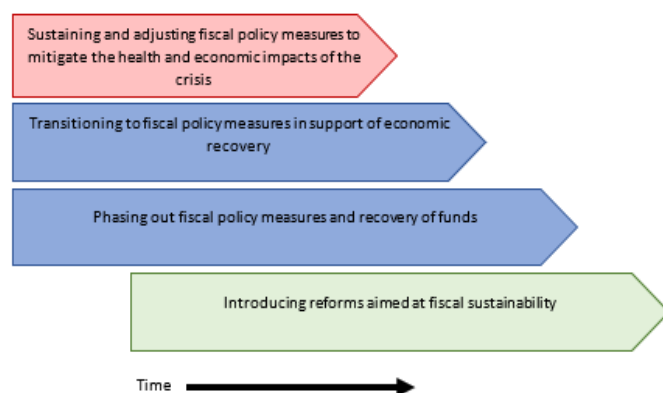 Sustaining and adjusting fiscal policy measures to
mitigate the health and economic impacts of the
crisis
Transitioning to fiscal policy measures in support of economic
recovery
Phasing out fiscal policy measures and recovery of funds
Introducing reforms aimed at fiscal sustainability
Time